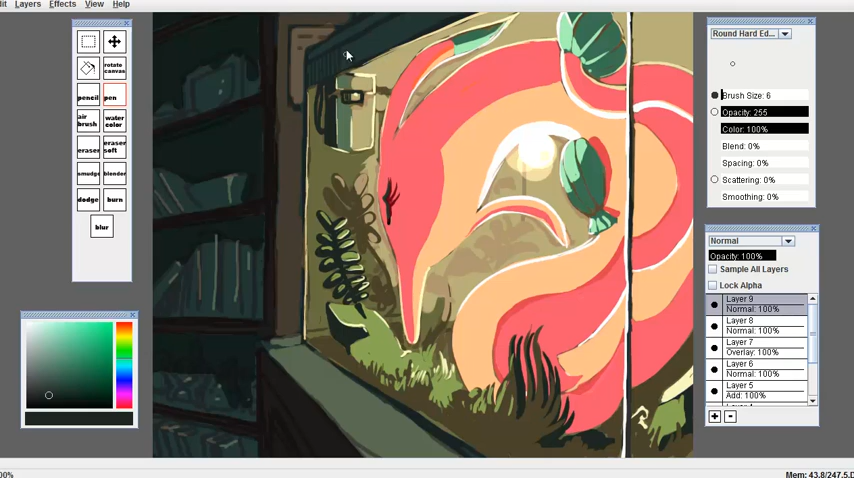 dit Layers Effects View Help
rotate
canvas
pencil pen
air
brush
water
color
eraser
eraser
soft
smudge blender
dodge burn
blur
Round Hard Ed...
Brush Size: 6
Opacity: 255
Color: 100%
Blend: 0%
Spacing: 0%
Scattering: 0%
Smoothing: 0%
Normal
Opacity: 100%
Sample All Layers
Lock Alpha
Layer 9
Normal: 100%
Layer 8
Normal: 100%
Layer 7
Overlay: 100%
Layer 6
Normal: 100%
Layer 5
Add: 100%
00%
Mem: 43.8/247.5,D